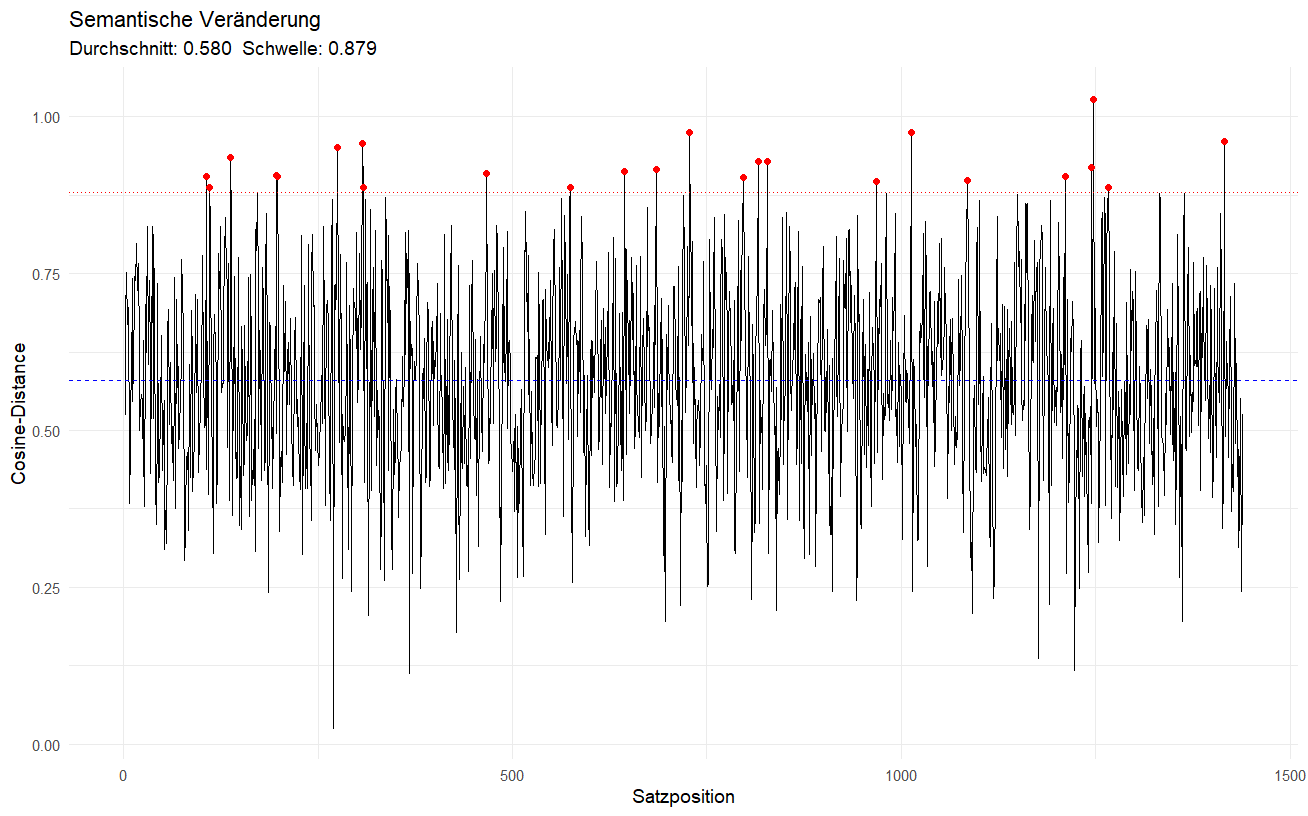 Semantische Veränderung
Durchschnitt: 0.580  Schwelle: 0.879
1.00
0.75
0.50
0.25
0.00
Cosine-Distance
0
500
1000
1500
Satzposition